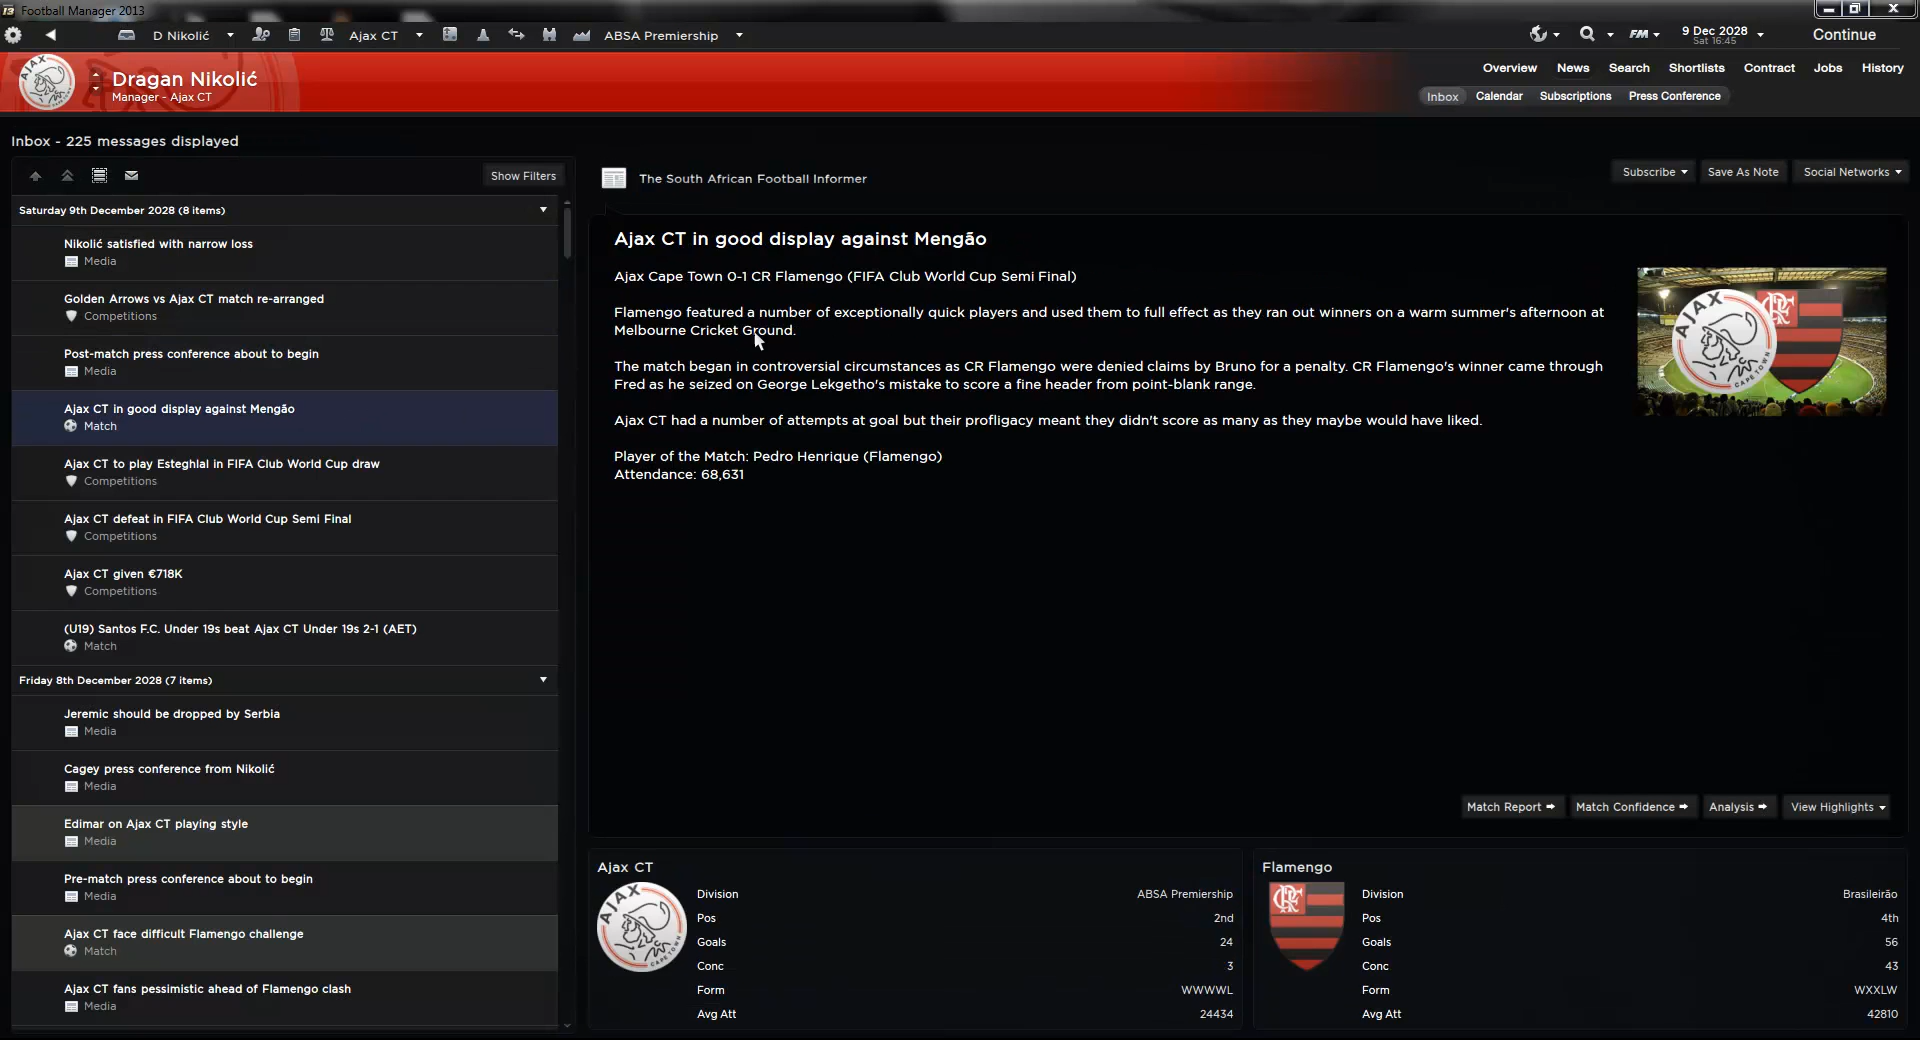 Football Manager 2013
D Nikolić
Ajax CT
ABSA Premiership
FM
9 Dec 2028
Sat 16:45
Continue
Dragan Nikolić
Manager - Ajax CT
Overview
News
Search
Shortlists
Contract
Jobs
History
Inbox
Calendar
Subscriptions
Press Conference
Inbox - 225 messages displayed
Show Filters
Saturday 9th December 2028 (8 items)
Nikolić satisfied with narrow loss
Media
Golden Arrows vs Ajax CT match re-arranged
Competitions
Post-match press conference about to begin
Media
Ajax CT in good display against Mengão
Match
Ajax CT to play Esteghlal in FIFA Club World Cup draw
Competitions
Ajax CT defeat in FIFA Club World Cup Semi Final
Competitions
Ajax CT given €718K
Competitions
(U19) Santos F.C. Under 19s beat Ajax CT Under 19s 2-1 (AET)
Match
Friday 8th December 2028 (7 items)
Jeremic should be dropped by Serbia
Media
Cagey press conference from Nikolić
Media
Edimar on Ajax CT playing style
Media
Pre-match press conference about to begin
Media
Ajax CT face difficult Flamengo challenge
Match
Ajax CT fans pessimistic ahead of Flamengo clash
Media
The South African Football Informer
Subscribe
Save As Note
Social Networks
Ajax CT in good display against Mengão
Ajax Cape Town 0-1 CR Flamengo (FIFA Club World Cup Semi Final)
Flamengo featured a number of exceptionally quick players and used them to full effect as they ran out winners on a warm summer's afternoon at
Melbourne Cricket Ground.
The match began in controversial circumstances as CR Flamengo were denied claims by Bruno for a penalty. CR Flamengo's winner came through
Fred as he seized on George Lekgetho's mistake to score a fine header from point-blank range.
Ajax CT had a number of attempts at goal but their profligacy meant they didn't score as many as they maybe would have liked.
Player of the Match: Pedro Henrique (Flamengo)
Attendance: 68,631
AJAX
CAPE TOWN
Match Report
Match Confidence
Analysis
View Highlights
Ajax CT
AJAX
CAPE TOWN
Division ABSA Premiership
Pos 2nd
Goals 24
Conc 3
Form WWWWL
Avg Att 24434
Flamengo
Division Brasileirão
Pos 4th
Goals 56
Conc 43
Form WXXLW
Avg Att 42810